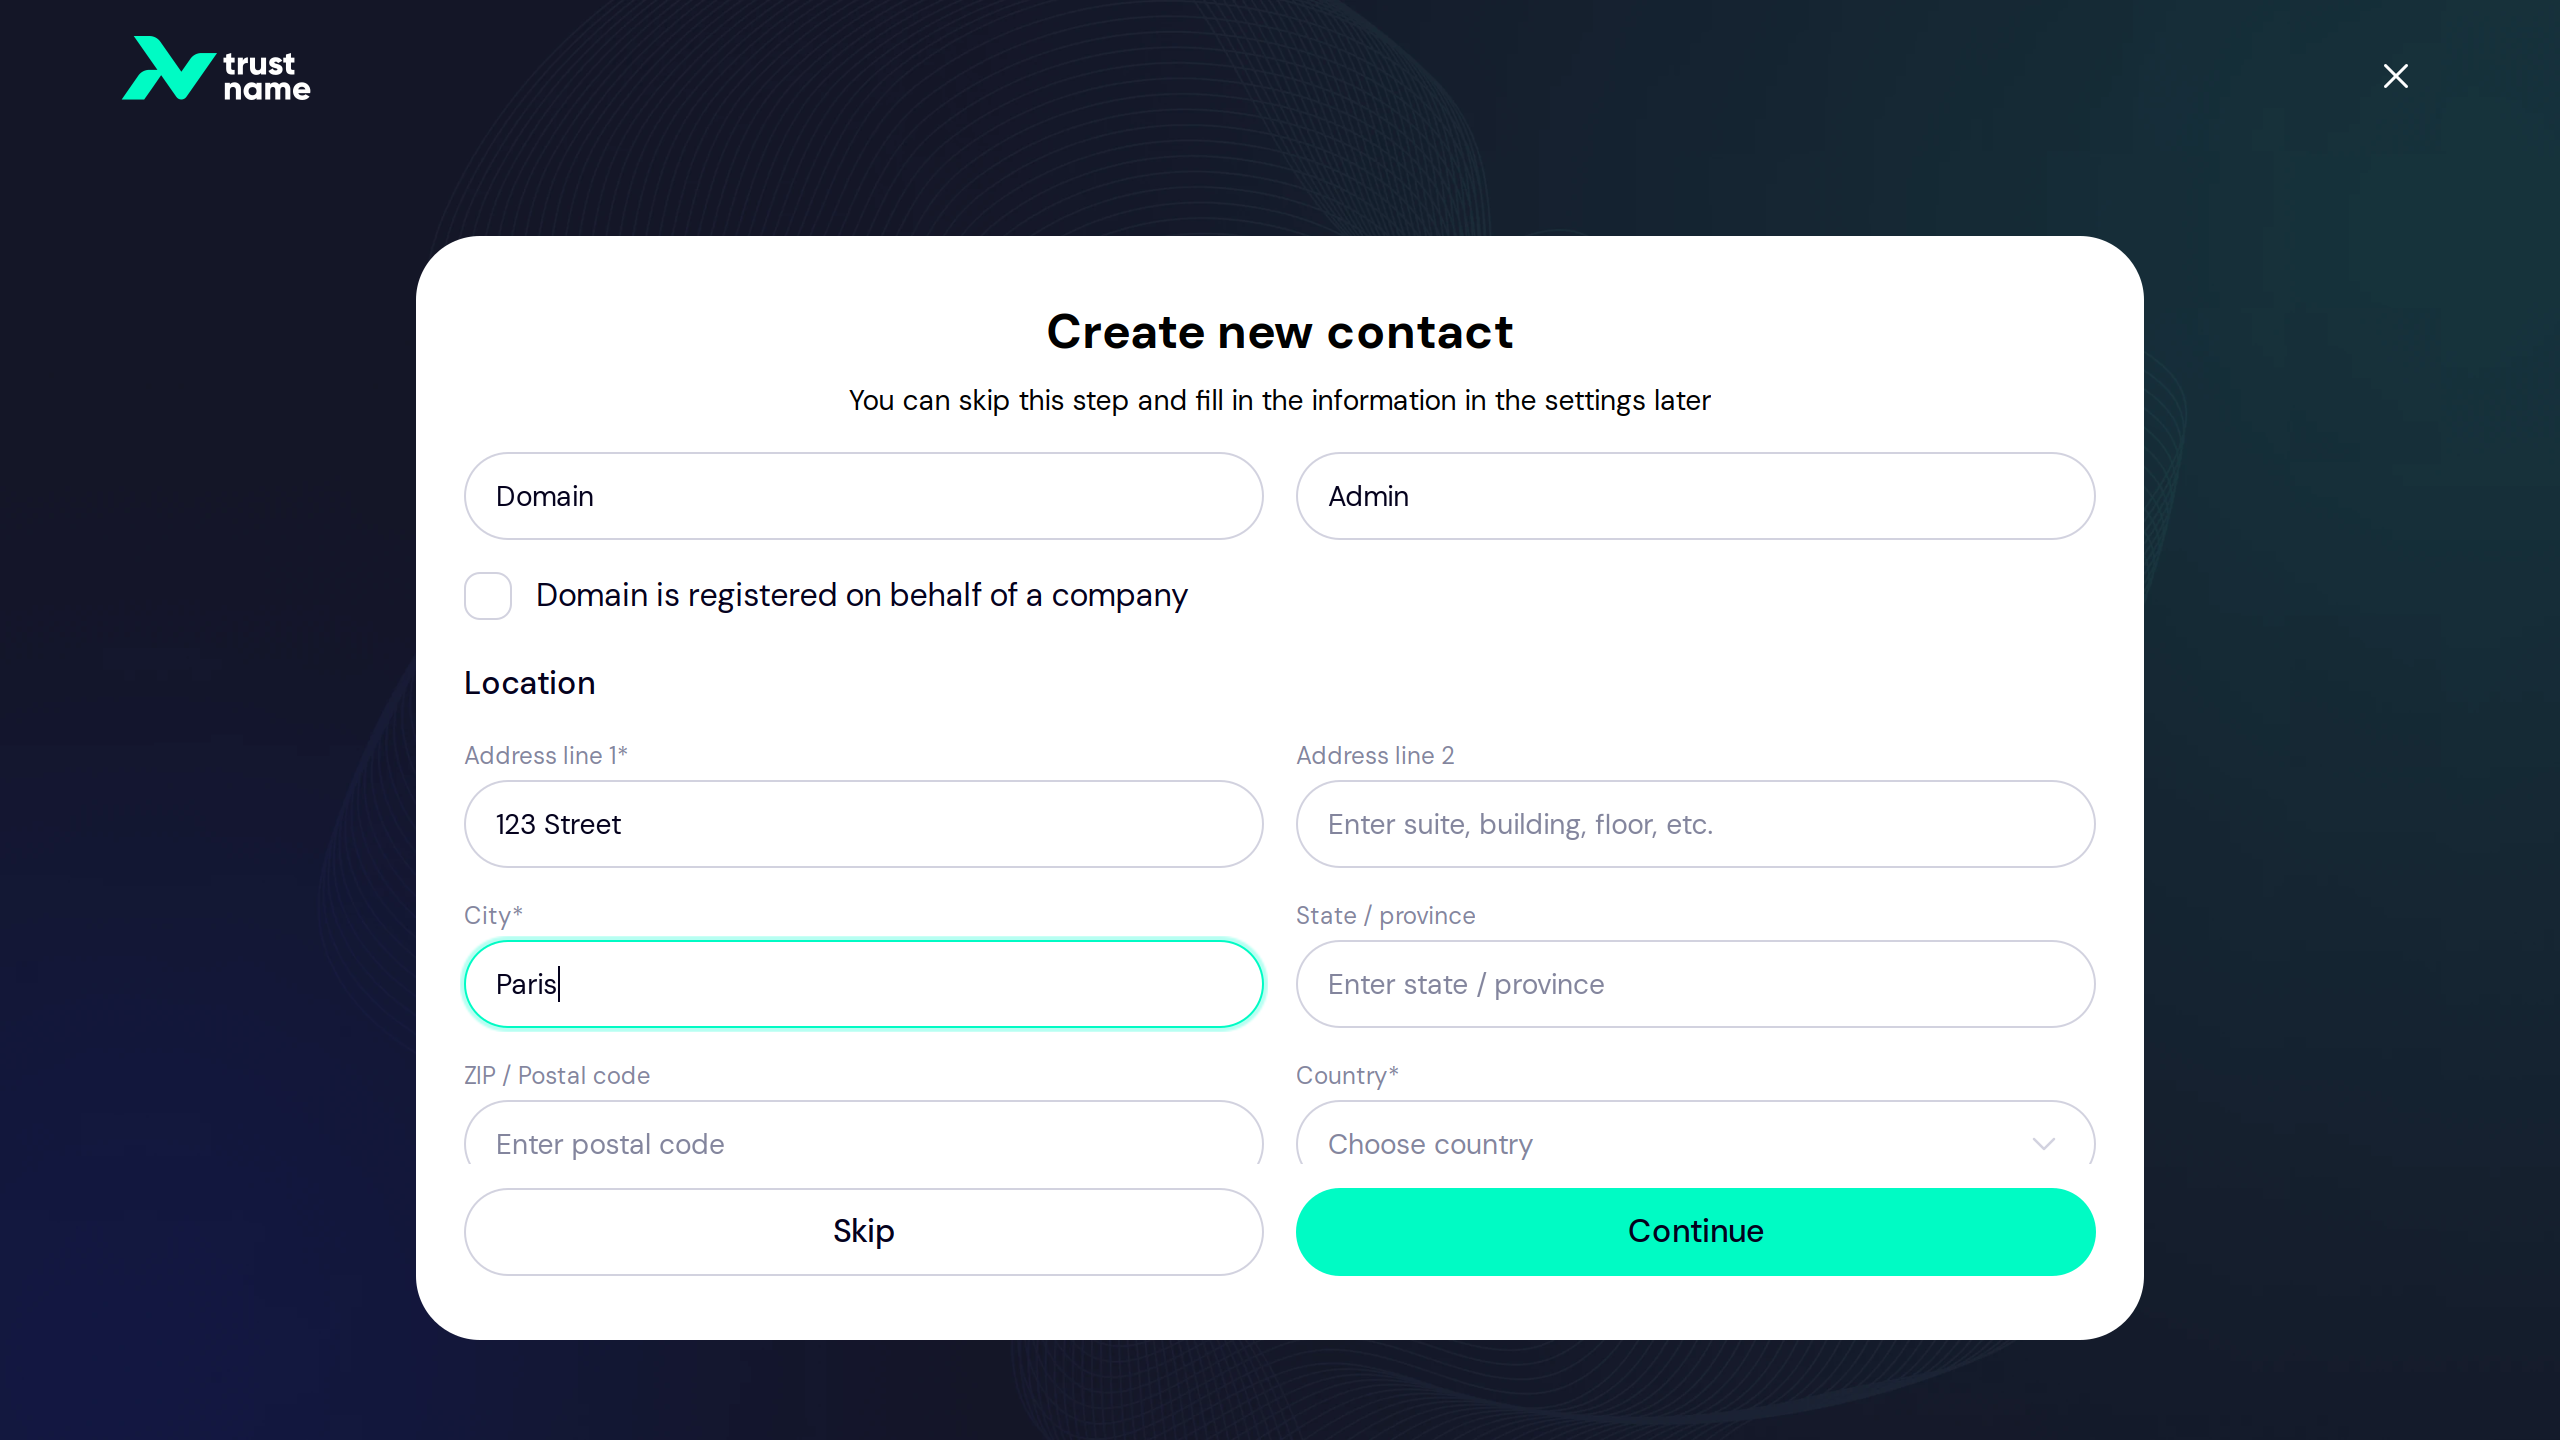 trust
name
Create new contact
You can skip this step and fill in the information in the settings later
Domain
Admin
Domain is registered on behalf of a company
Location
Address line 1*
Address line 2
123 Street
Enter suite, building, floor, etc.
City*
State / province
Paris
Enter state / province
ZIP / Postal code
Country*
Enter postal code
Choose country
Skip
Continue